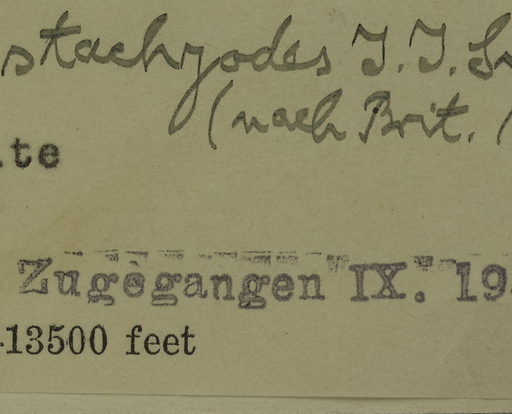 stachyodes J.J. S
(nach Brit.
te
Zugegangen IX. 19
-13500 feet